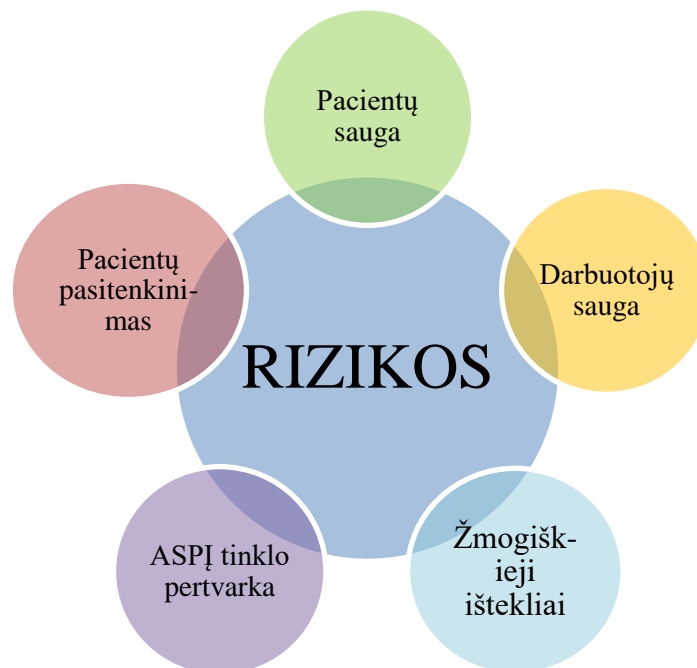 Pacientų
sauga
Pacientų
pasitenkini-
mas
Darbuotojų
sauga
RIZIKOS
ASPĮ tinklo
pertvarka
Žmogišk-
ieji
ištekliai